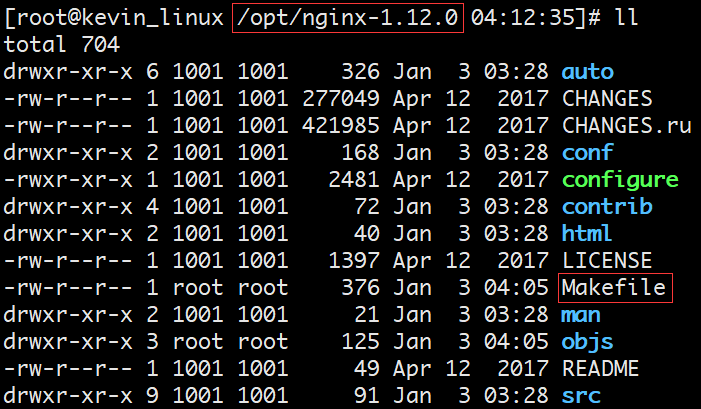 [root@kevin_linux /opt/nginx-1.12.0 04:12:35]# ll
total 704
drwxr-xr-x 6 1001 1001    326 Jan  3 03:28 auto
-rw-r--r-- 1 1001 1001 277049 Apr 12  2017 CHANGES
-rw-r--r-- 1 1001 1001 421985 Apr 12  2017 CHANGES.ru
drwxr-xr-x 2 1001 1001    168 Jan  3 03:28 conf
-rwxr-xr-x 1 1001 1001   2481 Apr 12  2017 configure
drwxr-xr-x 4 1001 1001     72 Jan  3 03:28 contrib
drwxr-xr-x 2 1001 1001     40 Jan  3 03:28 html
-rw-r--r-- 1 1001 1001   1397 Apr 12  2017 LICENSE
-rw-r--r-- 1 root root    376 Jan  3 04:05 Makefile
drwxr-xr-x 2 1001 1001     21 Jan  3 03:28 man
drwxr-xr-x 3 root root    125 Jan  3 04:05 objs
-rw-r--r-- 1 1001 1001     49 Apr 12  2017 README
drwxr-xr-x 9 1001 1001     91 Jan  3 03:28 src